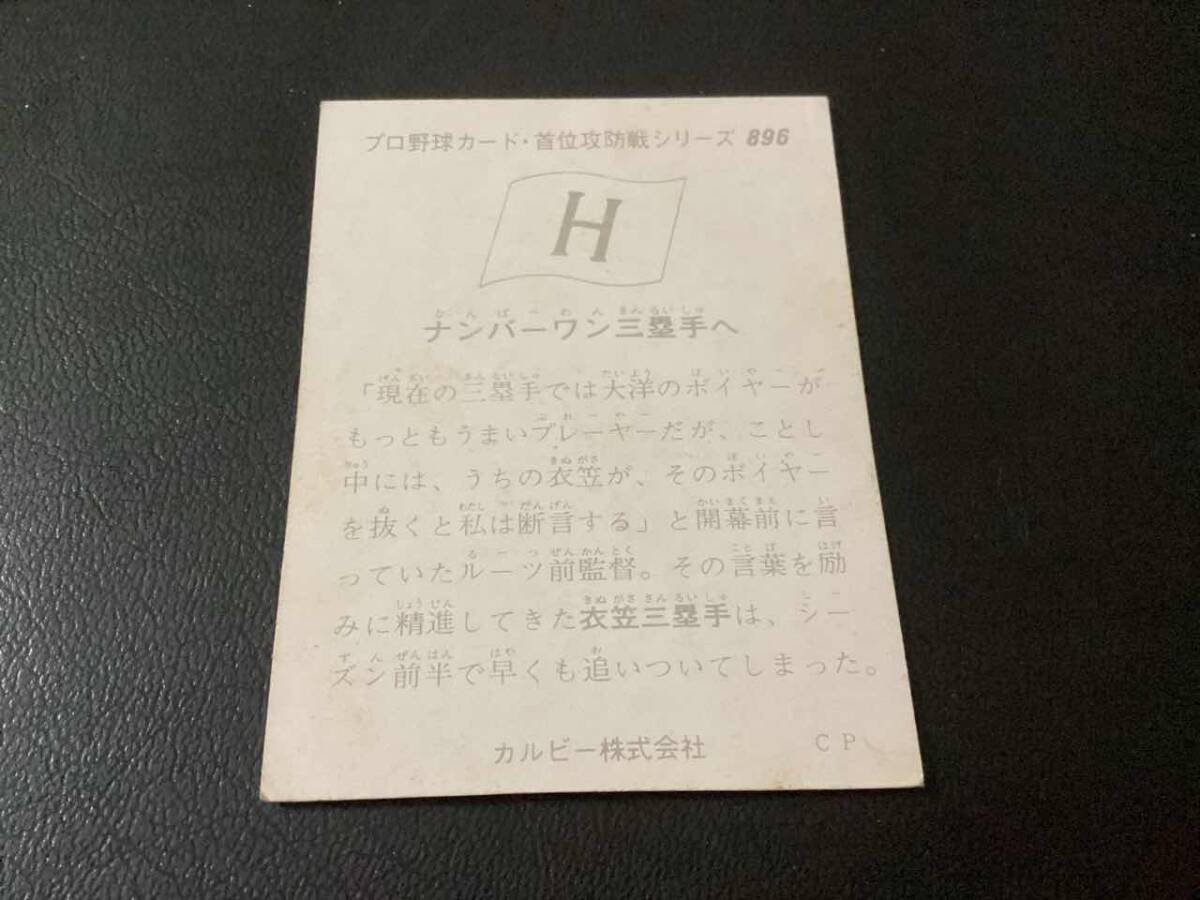 プロ野球カード・首位攻防戦シリーズ 896
H
ナンバーワン三塁手へ
「現在の三塁手では大洋のボイヤーが
もっともうまいプレーヤーだが、ことし
中には、うちの衣笠が、そのボイヤー
を抜くと私は断言する」と開幕前に言
っていたルーツ前監督。その言葉を励
みに精進してきた衣笠三塁手は、シー
ズン前半で早くも追いついてしまった。
カルビー株式会社 CP